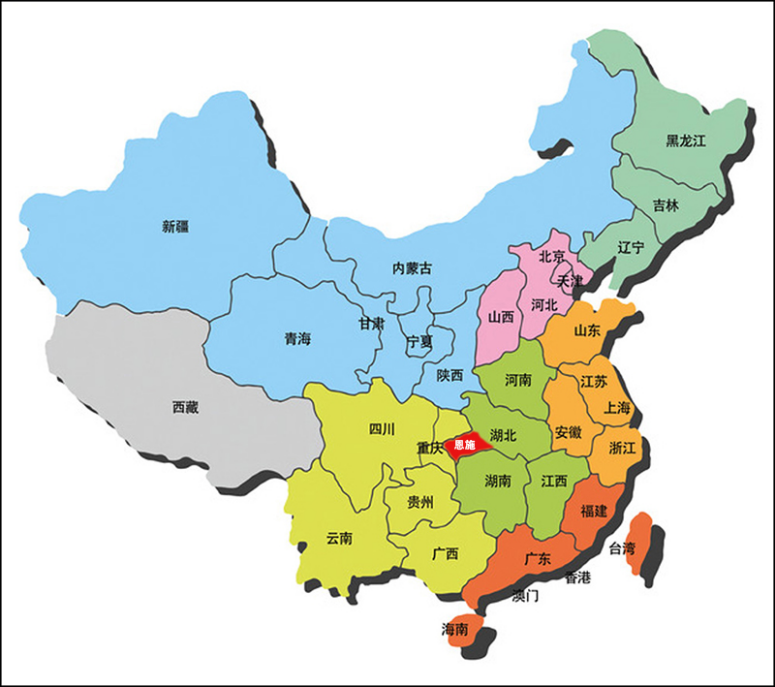 黑龙江
吉林
新疆
辽宁
北京
内蒙古
天津
河北
山西
甘肃
山东
青海
宁夏
陕西
河南
江苏
西藏
上海
四川
湖北
安徽
恩施
重庆
浙江
湖南
江西
贵州
福建
云南
台湾
广西
广东
香港
澳门
海南